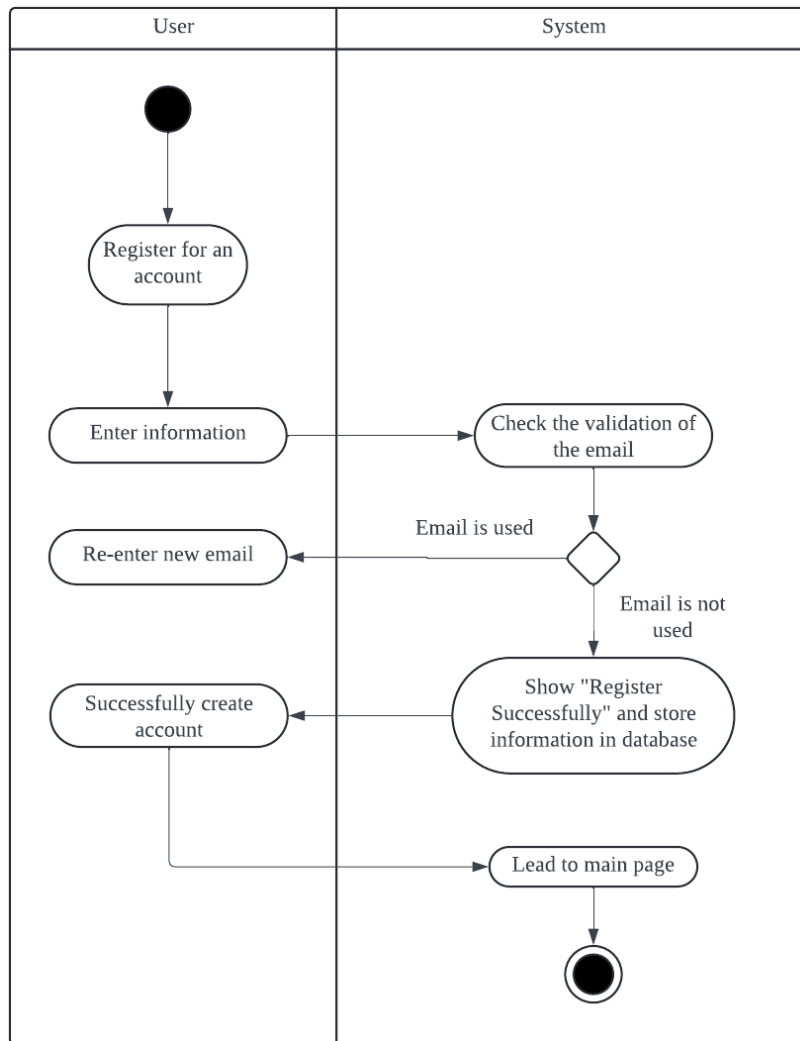 User
System
Register for an
account
Enter information
Check the validation of
the email
Email is used
Re-enter new email
Email is not
used
Show "Register
Successfully" and store
information in database
Successfully create
account
Lead to main page